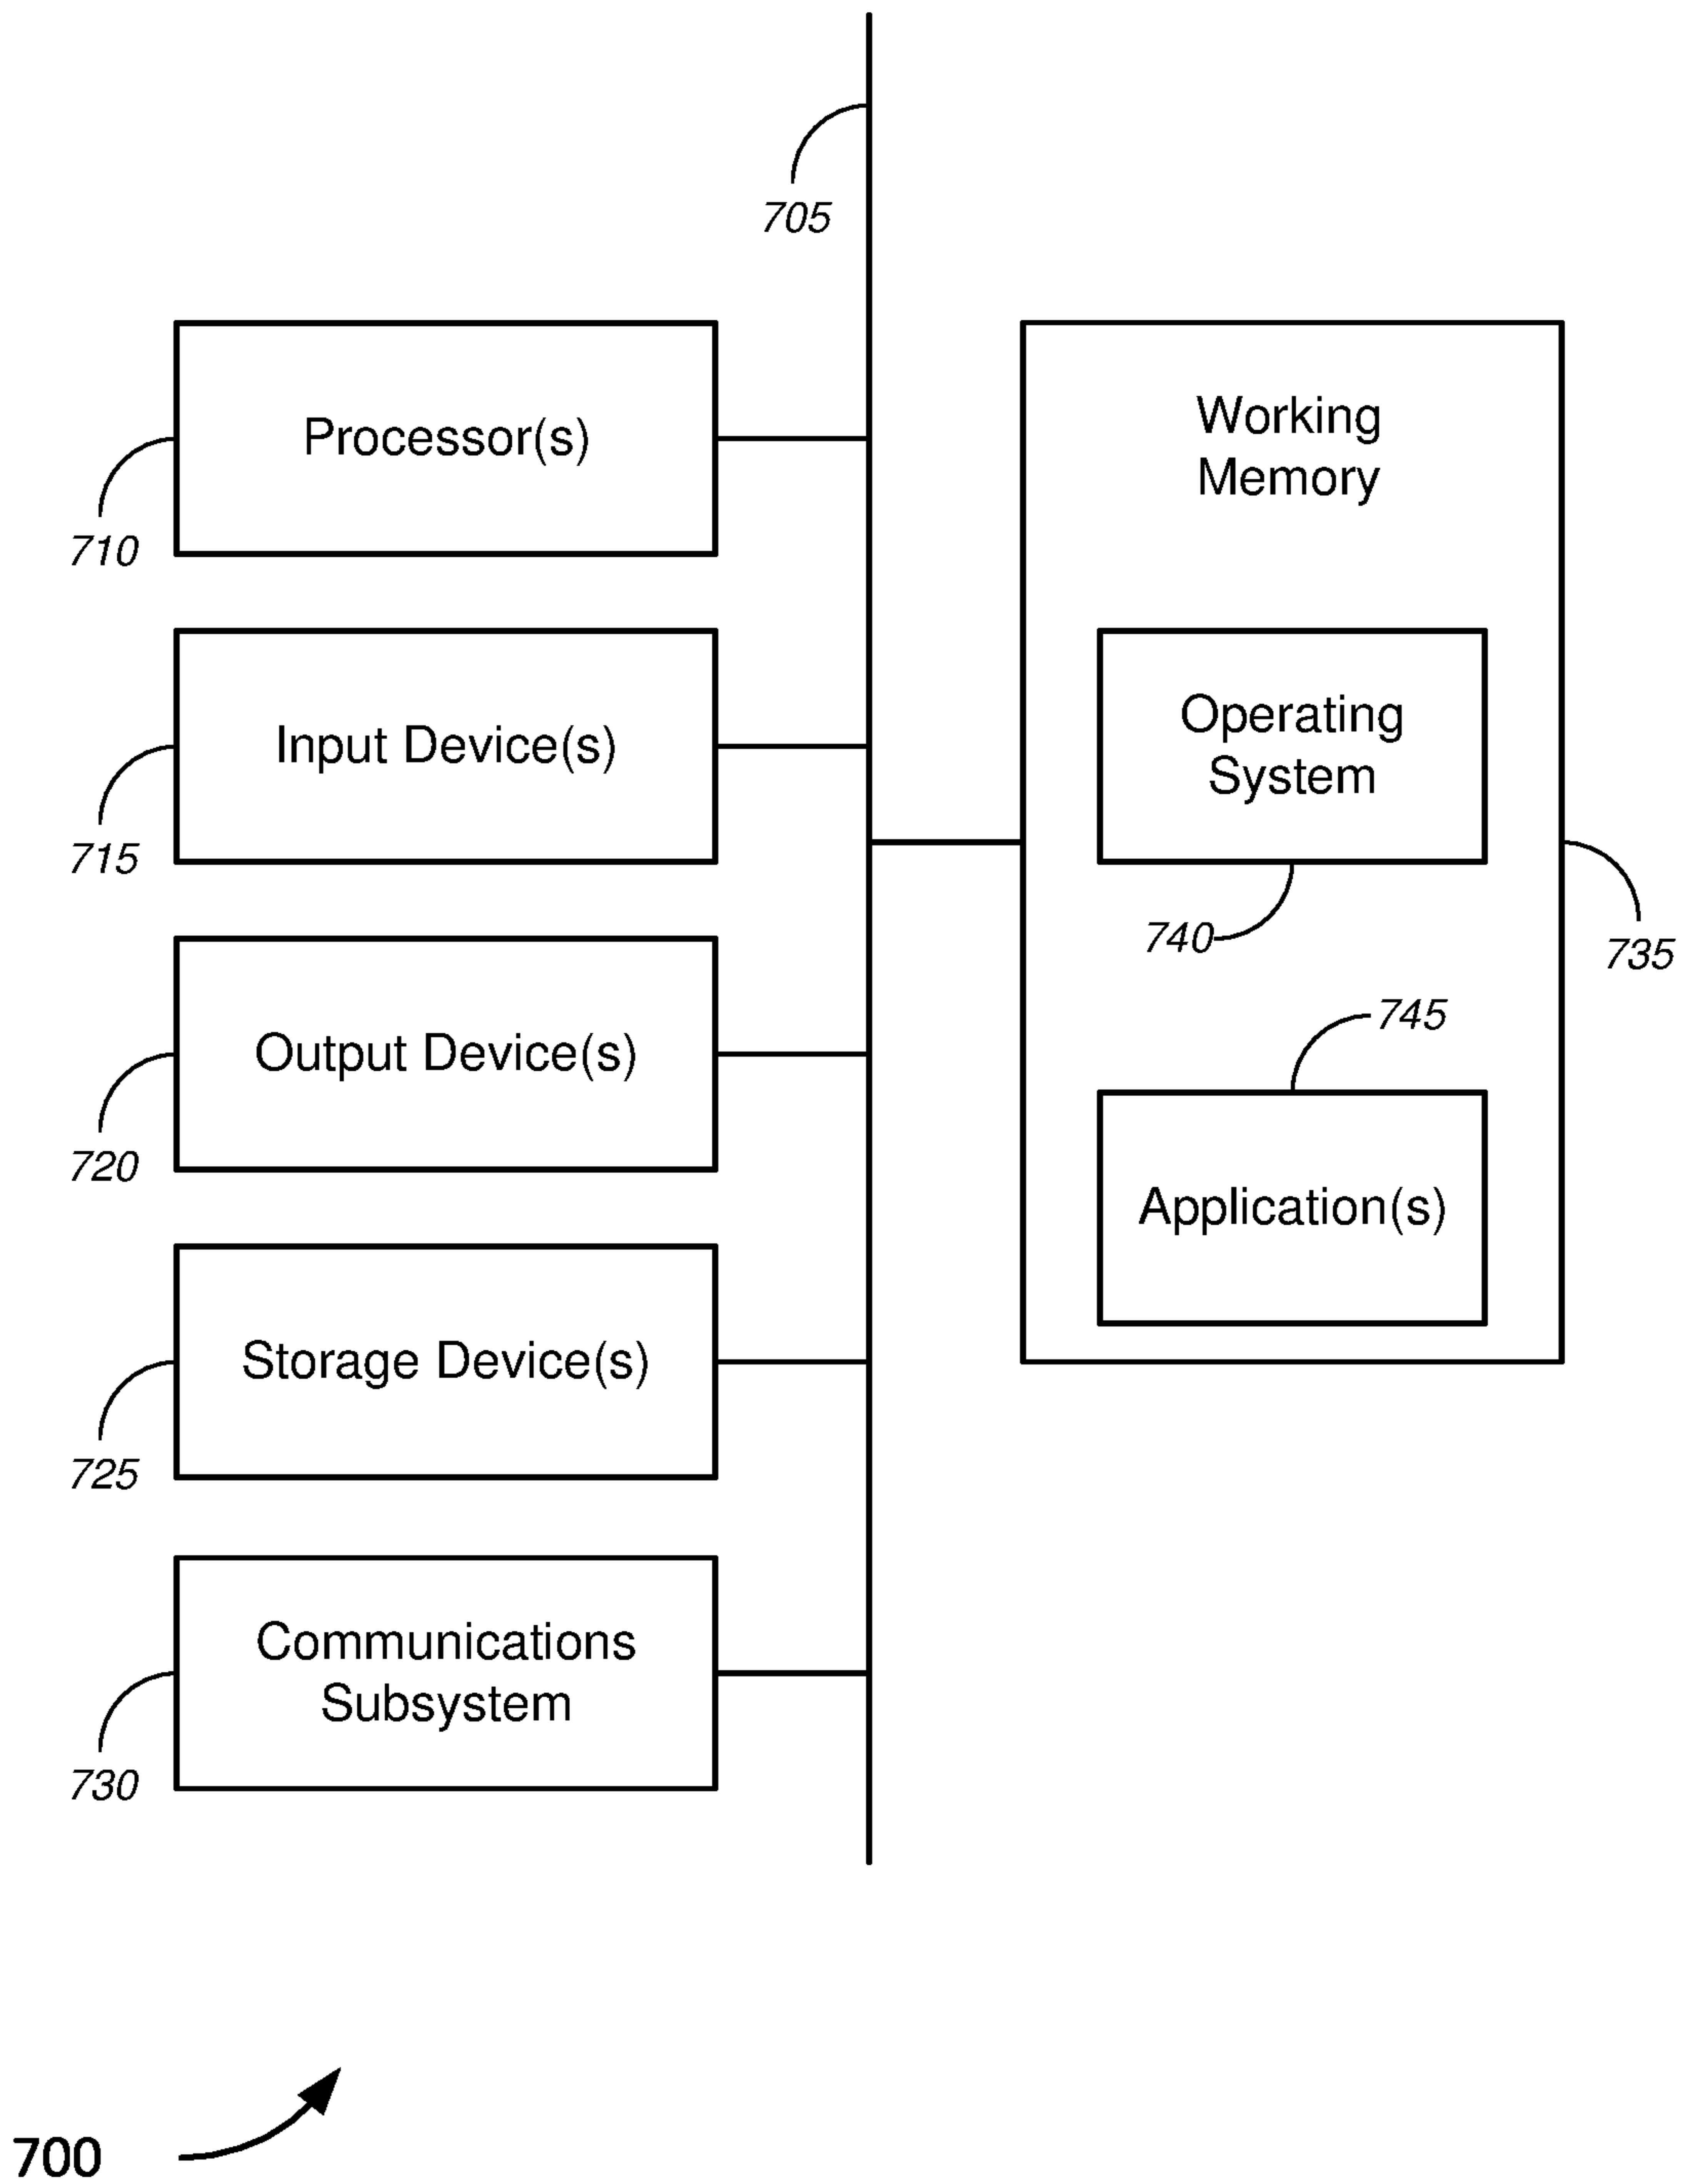 705
Processor(s)
710
Input Device(s)
715
Output Device(s)
720
Storage Device(s)
725
Communications
Subsystem
730
Working
Memory
Operating
System
740
735
745
Application(s)
700